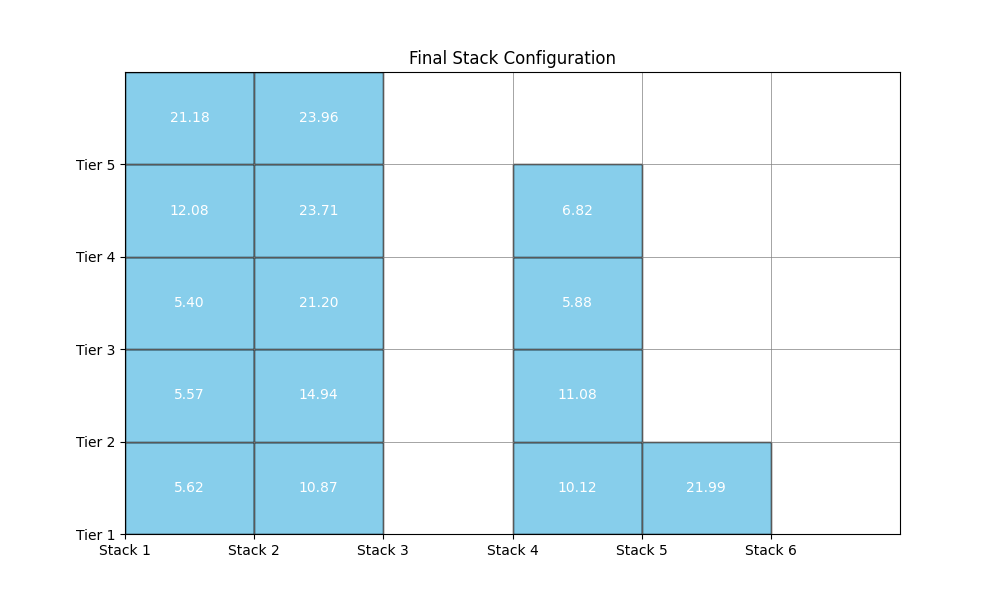 Final Stack Configuration
21.18 23.96
Tier 5
12.08 23.71 6.82
Tier 4
5.40 21.20 5.88
Tier 3
5.57 14.94 11.08
Tier 2
5.62 10.87 10.12 21.99
Tier 1
Stack 1 Stack 2 Stack 3 Stack 4 Stack 5 Stack 6